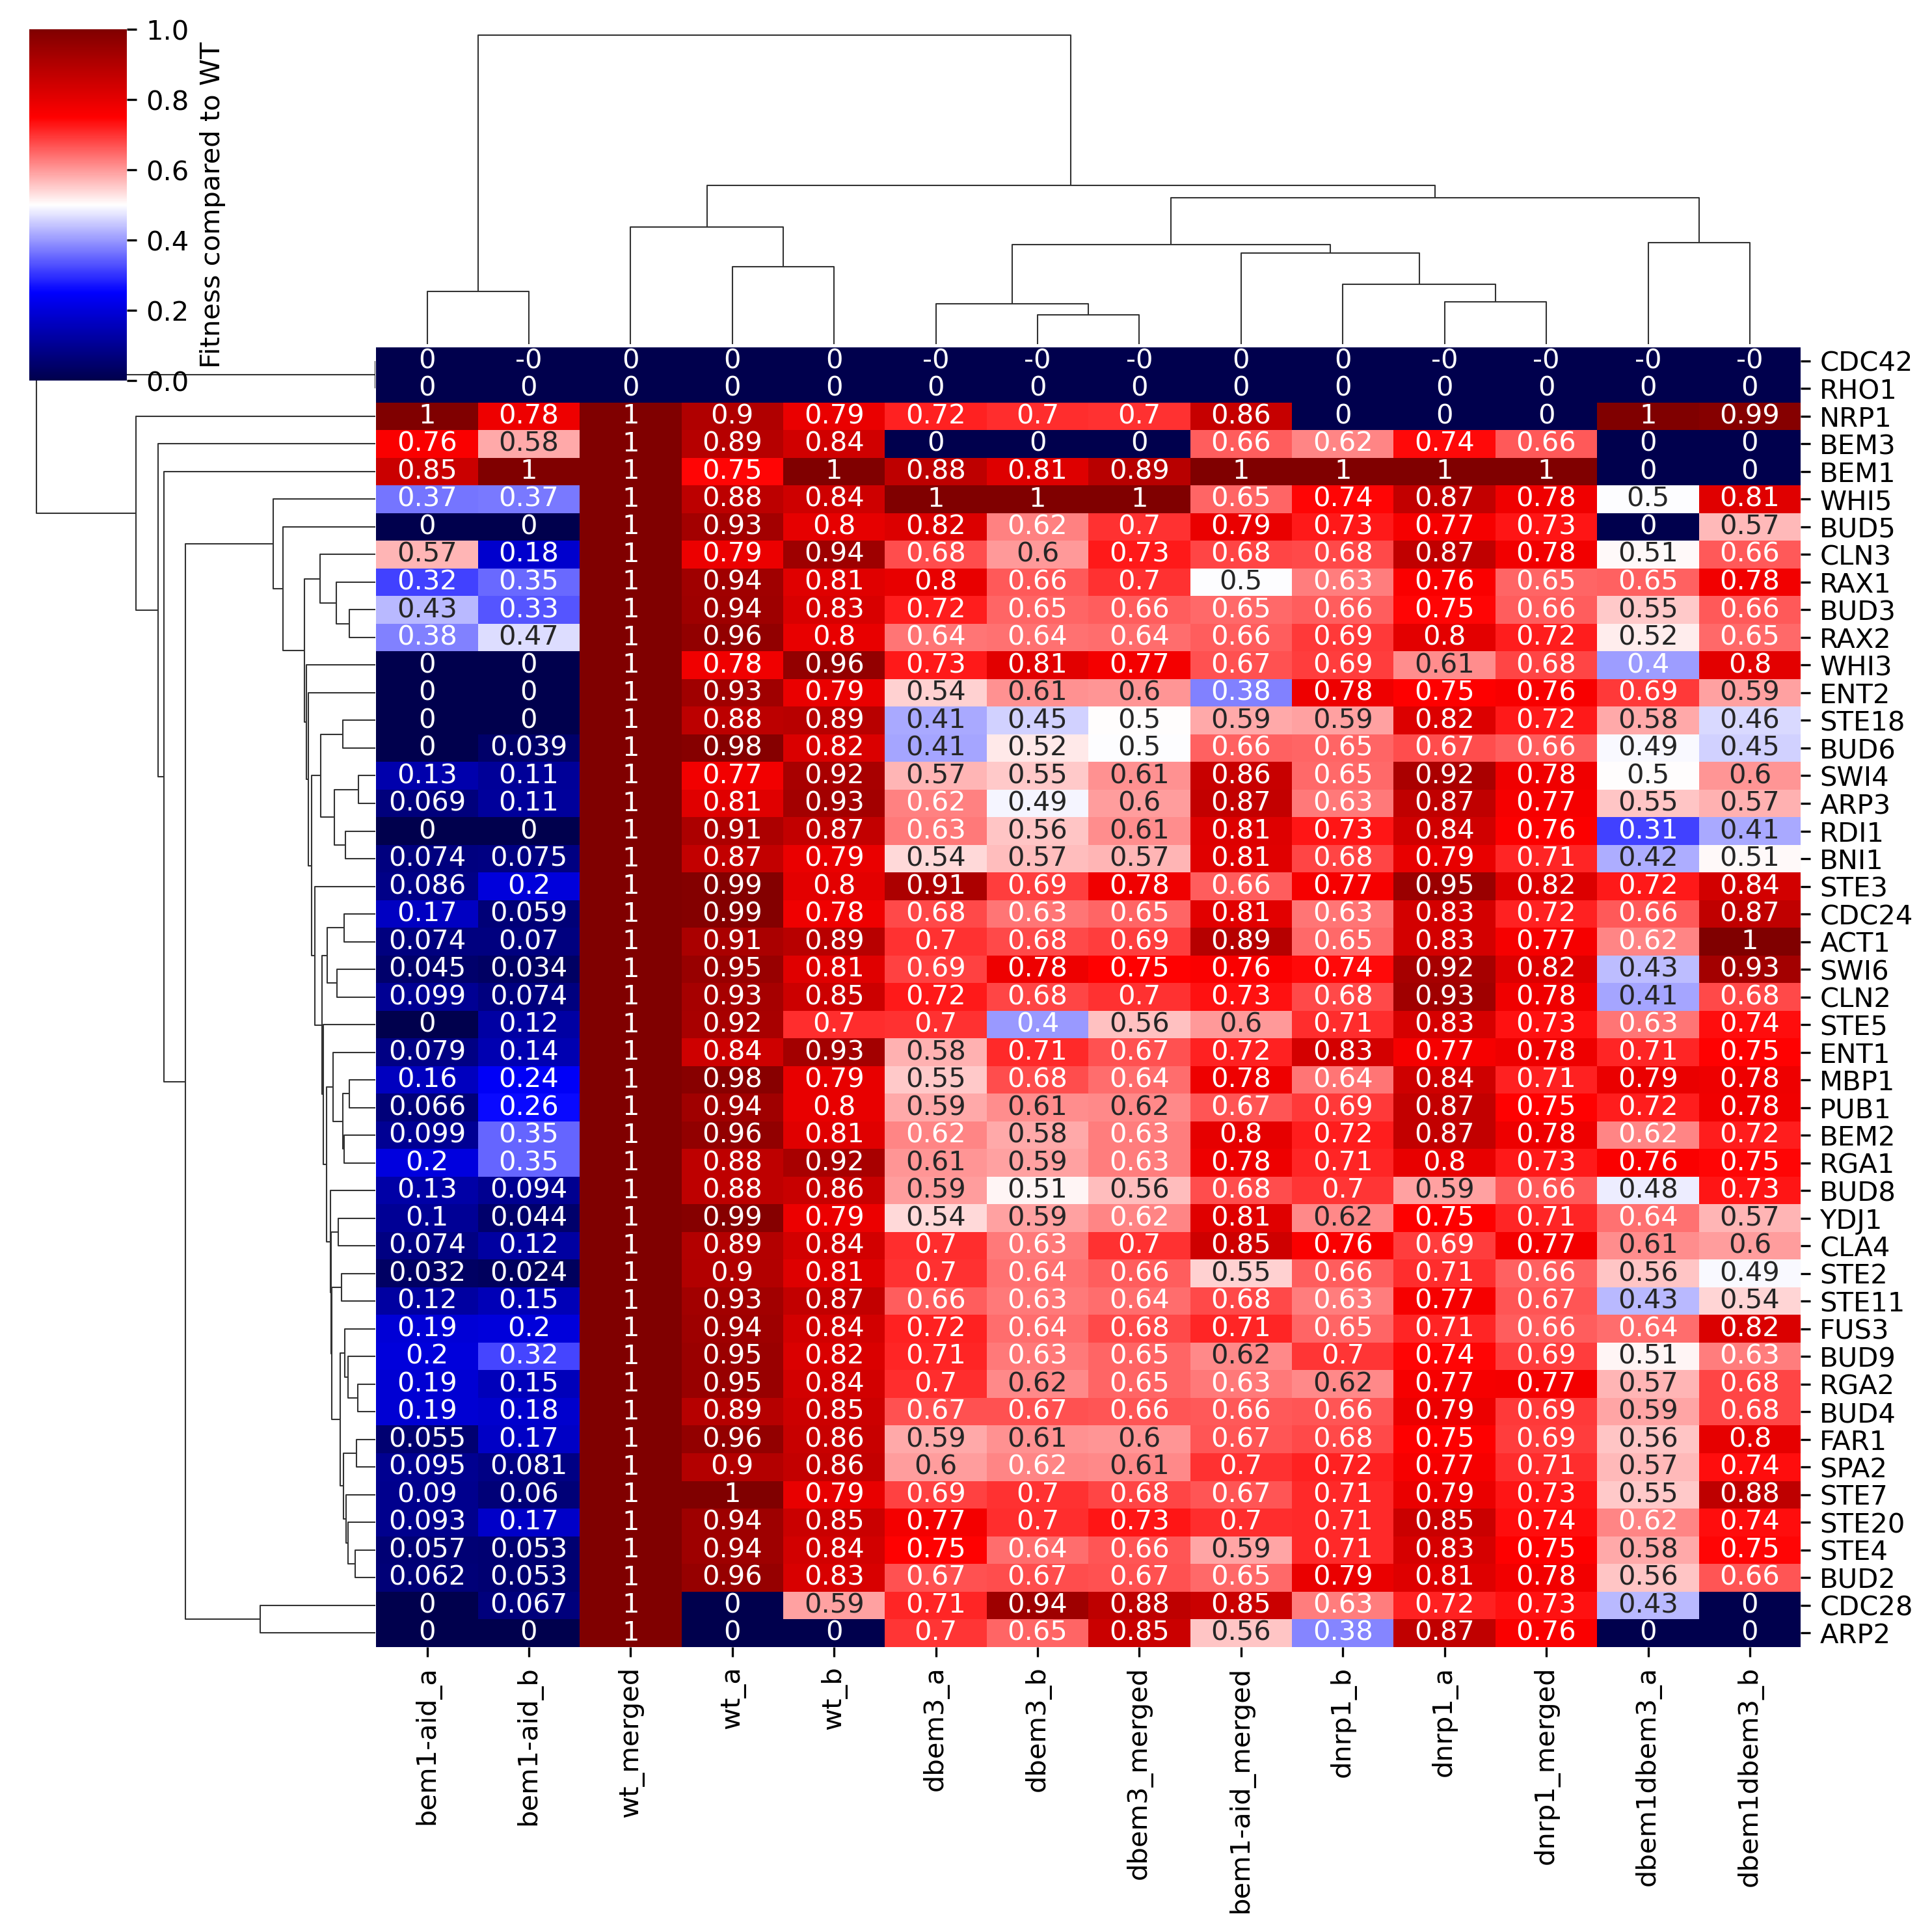 1.0
0.8
0.6
0.4
0.2
0.0
Fitness compared to WT
0 -0 0 0 0 -0 -0 -0 0 0 -0 -0 -0 -0 CDC42
0 0 0 0 0 0 0 0 0 0 0 0 0 0 RHO1
1 0.78 1 0.9 0.79 0.72 0.7 0.7 0.86 0 0 0 1 0.99 NRP1
0.76 0.58 1 0.89 0.84 0 0 0 0.66 0.62 0.74 0.66 0 0 BEM3
0.85 1 1 0.75 1 0.88 0.81 0.89 1 1 1 1 0 0 BEM1
0.37 0.37 1 0.88 0.84 1 1 1 0.65 0.74 0.87 0.78 0.5 0.81 WHI5
0 0 1 0.93 0.8 0.82 0.62 0.7 0.79 0.73 0.77 0.73 0 0.57 BUD5
0.57 0.18 1 0.79 0.94 0.68 0.6 0.73 0.68 0.68 0.87 0.78 0.51 0.66 CLN3
0.32 0.35 1 0.94 0.81 0.8 0.66 0.7 0.5 0.63 0.76 0.65 0.65 0.78 RAX1
0.43 0.33 1 0.94 0.83 0.72 0.65 0.66 0.65 0.66 0.75 0.66 0.55 0.66 BUD3
0.38 0.47 1 0.96 0.8 0.64 0.64 0.64 0.66 0.69 0.8 0.72 0.52 0.65 RAX2
0 0 1 0.78 0.96 0.73 0.81 0.77 0.67 0.69 0.61 0.68 0.4 0.8 WHI3
0 0 1 0.93 0.79 0.54 0.61 0.6 0.38 0.78 0.75 0.76 0.69 0.59 ENT2
0 0 1 0.88 0.89 0.41 0.45 0.5 0.59 0.59 0.82 0.72 0.58 0.46 STE18
0 0.039 1 0.98 0.82 0.41 0.52 0.5 0.66 0.65 0.67 0.66 0.49 0.45 BUD6
0.13 0.11 1 0.77 0.92 0.57 0.55 0.61 0.86 0.65 0.92 0.78 0.5 0.6 SWI4
0.069 0.11 1 0.81 0.93 0.62 0.49 0.6 0.87 0.63 0.87 0.77 0.55 0.57 ARP3
0 0 1 0.91 0.87 0.63 0.56 0.61 0.81 0.73 0.84 0.76 0.31 0.41 RDI1
0.074 0.075 1 0.87 0.79 0.54 0.57 0.57 0.81 0.68 0.79 0.71 0.42 0.51 BNI1
0.086 0.2 1 0.99 0.8 0.91 0.69 0.78 0.66 0.77 0.95 0.82 0.72 0.84 STE3
0.17 0.059 1 0.99 0.78 0.68 0.63 0.65 0.81 0.63 0.83 0.72 0.66 0.87 CDC24
0.074 0.07 1 0.91 0.89 0.7 0.68 0.69 0.89 0.65 0.83 0.77 0.62 1 ACT1
0.045 0.034 1 0.95 0.81 0.69 0.78 0.75 0.76 0.74 0.92 0.82 0.43 0.93 SWI6
0.099 0.074 1 0.93 0.85 0.72 0.68 0.7 0.73 0.68 0.93 0.78 0.41 0.68 CLN2
0 0.12 1 0.92 0.7 0.7 0.4 0.56 0.6 0.71 0.83 0.73 0.63 0.74 STE5
0.079 0.14 1 0.84 0.93 0.58 0.71 0.67 0.72 0.83 0.77 0.78 0.71 0.75 ENT1
0.16 0.24 1 0.98 0.79 0.55 0.68 0.64 0.78 0.64 0.84 0.71 0.79 0.78 MBP1
0.066 0.26 1 0.94 0.8 0.59 0.61 0.62 0.67 0.69 0.87 0.75 0.72 0.78 PUB1
0.099 0.35 1 0.96 0.81 0.62 0.58 0.63 0.8 0.72 0.87 0.78 0.62 0.72 BEM2
0.2 0.35 1 0.88 0.92 0.61 0.59 0.63 0.78 0.71 0.8 0.73 0.76 0.75 RGA1
0.13 0.094 1 0.88 0.86 0.59 0.51 0.56 0.68 0.7 0.59 0.66 0.48 0.73 BUD8
0.1 0.044 1 0.99 0.79 0.54 0.59 0.62 0.81 0.62 0.75 0.71 0.64 0.57 YDJ1
0.074 0.12 1 0.89 0.84 0.7 0.63 0.7 0.85 0.76 0.69 0.77 0.61 0.6 CLA4
0.032 0.024 1 0.9 0.81 0.7 0.64 0.66 0.55 0.66 0.71 0.66 0.56 0.49 STE2
0.12 0.15 1 0.93 0.87 0.66 0.63 0.64 0.68 0.63 0.77 0.67 0.43 0.54 STE11
0.19 0.2 1 0.94 0.84 0.72 0.64 0.68 0.71 0.65 0.71 0.66 0.64 0.82 FUS3
0.2 0.32 1 0.95 0.82 0.71 0.63 0.65 0.62 0.7 0.74 0.69 0.51 0.63 BUD9
0.19 0.15 1 0.95 0.84 0.7 0.62 0.65 0.63 0.62 0.77 0.77 0.57 0.68 RGA2
0.19 0.18 1 0.89 0.85 0.67 0.67 0.66 0.66 0.66 0.79 0.69 0.59 0.68 BUD4
0.055 0.17 1 0.96 0.86 0.59 0.61 0.6 0.67 0.68 0.75 0.69 0.56 0.8 FAR1
0.095 0.081 1 0.9 0.86 0.6 0.62 0.61 0.7 0.72 0.77 0.71 0.57 0.74 SPA2
0.09 0.06 1 1 0.79 0.69 0.7 0.68 0.67 0.71 0.79 0.73 0.55 0.88 STE7
0.093 0.17 1 0.94 0.85 0.77 0.7 0.73 0.7 0.71 0.85 0.74 0.62 0.74 STE20
0.057 0.053 1 0.94 0.84 0.75 0.64 0.66 0.59 0.71 0.83 0.75 0.58 0.75 STE4
0.062 0.053 1 0.96 0.83 0.67 0.67 0.67 0.65 0.79 0.81 0.78 0.56 0.66 BUD2
0 0.067 1 0 0.59 0.71 0.94 0.88 0.85 0.63 0.72 0.73 0.43 0 CDC28
0 0 1 0 0 0.7 0.65 0.85 0.56 0.38 0.87 0.76 0 0 ARP2
bem1-aid_a
bem1-aid_b
wt_merged
wt_a
wt_b
dbem3_a
dbem3_b
dbem3_merged
bem1-aid_merged
dnrp1_b
dnrp1_a
dnrp1_merged
dbem1dbem3_a
dbem1dbem3_b